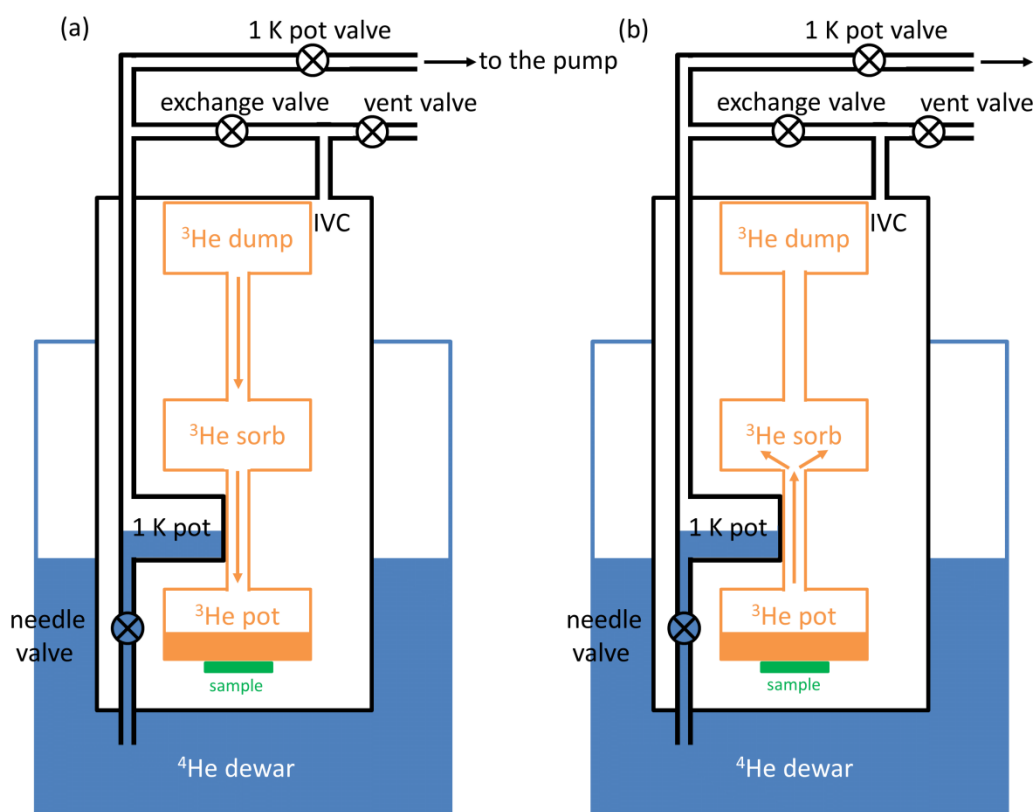 (a)
1 K pot valve
to the pump
exchange valve
vent valve
IVC
³He dump
³He sorb
1 K pot
needle
valve
³He pot
sample
⁴He dewar
(b)
1 K pot valve
exchange valve
vent valve
IVC
³He dump
³He sorb
1 K pot
needle
valve
³He pot
sample
⁴He dewar